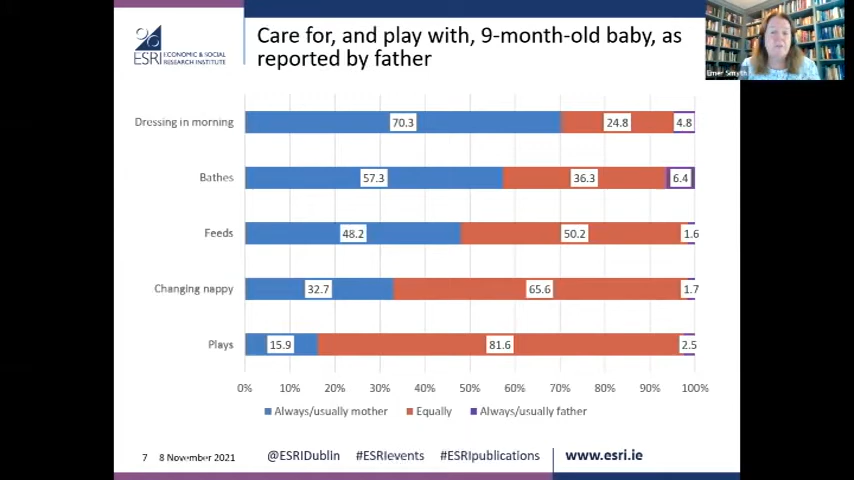 ESRI
ECONOMIC & SOCIAL
RESEARCH INSTITUTE
Care for, and play with, 9-month-old baby, as
reported by father
Emer Smyth
Dressing in morning
70.3
24.8
4.8
Bathes
57.3
36.3
6.4
Feeds
48.2
50.2
1.6
Changing nappy
32.7
65.6
1.7
Plays
15.9
81.6
2.5
0% 10% 20% 30% 40% 50% 60% 70% 80% 90% 100%
Always/usually mother Equally Always/usually father
7 8 November 2021 @ESRIDublin #ESRIevents #ESRIpublications www.esri.ie